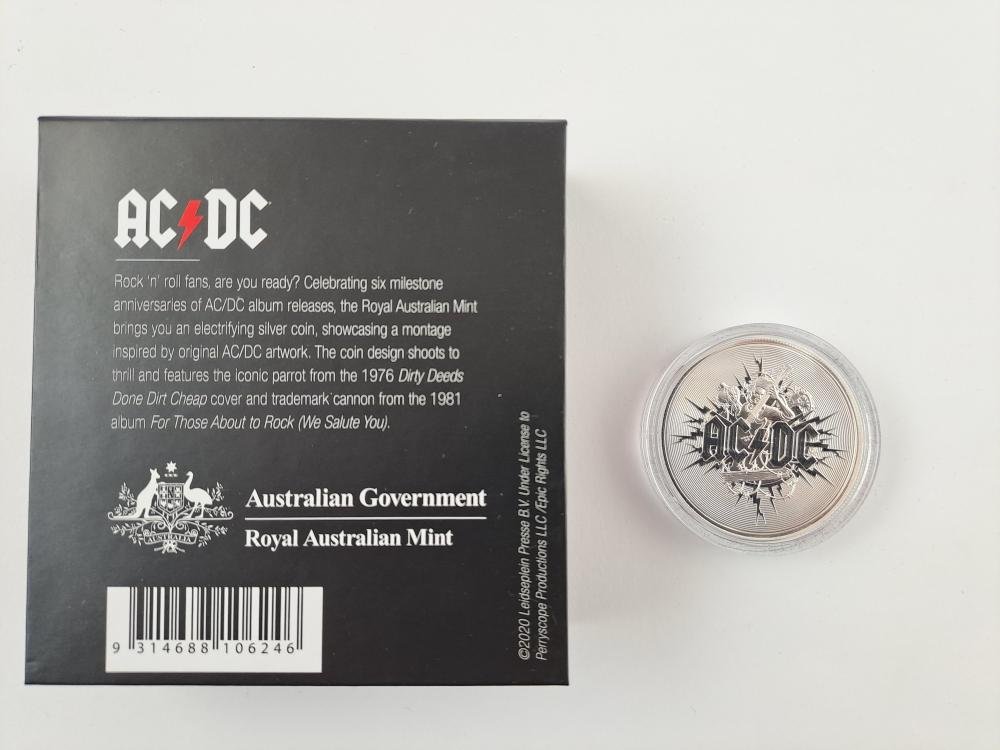 AC⚡DC
Rock 'n' roll fans, are you ready? Celebrating six milestone
anniversaries of AC/DC album releases, the Royal Australian Mint
brings you an electrifying silver coin, showcasing a montage
inspired by original AC/DC artwork. The coin design shoots to
thrill and features the iconic parrot from the 1976 Dirty Deeds
Done Dirt Cheap cover and trademark cannon from the 1981
album For Those About to Rock (We Salute You).
AUSTRALIA
Australian Government
Royal Australian Mint
9 314688 106246
©2020 Leidseplein Presse B.V. Under License to
Perryscope Productions LLC /Epic Rights LLC
AC⚡DC